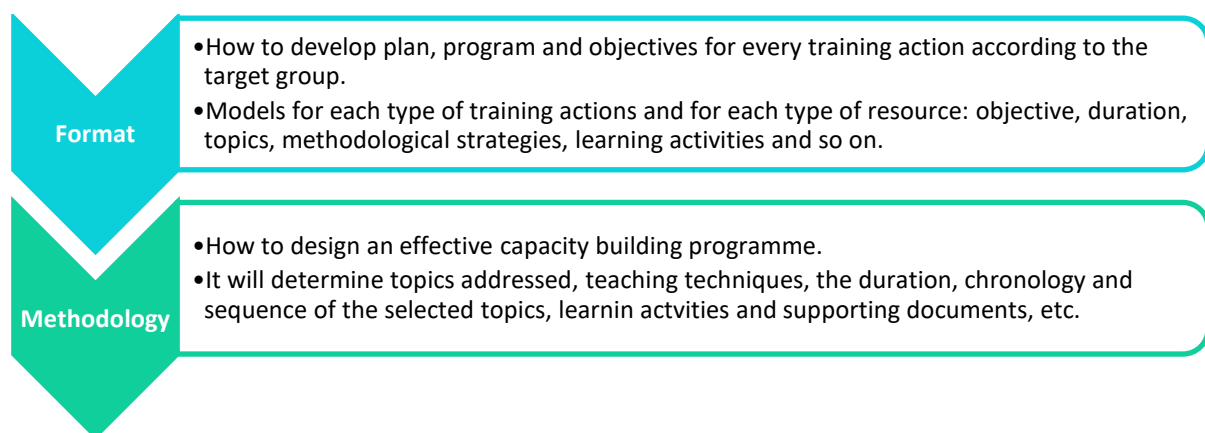 Format
•How to develop plan, program and objectives for every training action according to the
target group.
•Models for each type of training actions and for each type of resource: objective, duration,
topics, methodological strategies, learning activities and so on.
Methodology
•How to design an effective capacity building programme.
•It will determine topics addressed, teaching techniques, the duration, chronology and
sequence of the selected topics, learnin actvities and supporting documents, etc.